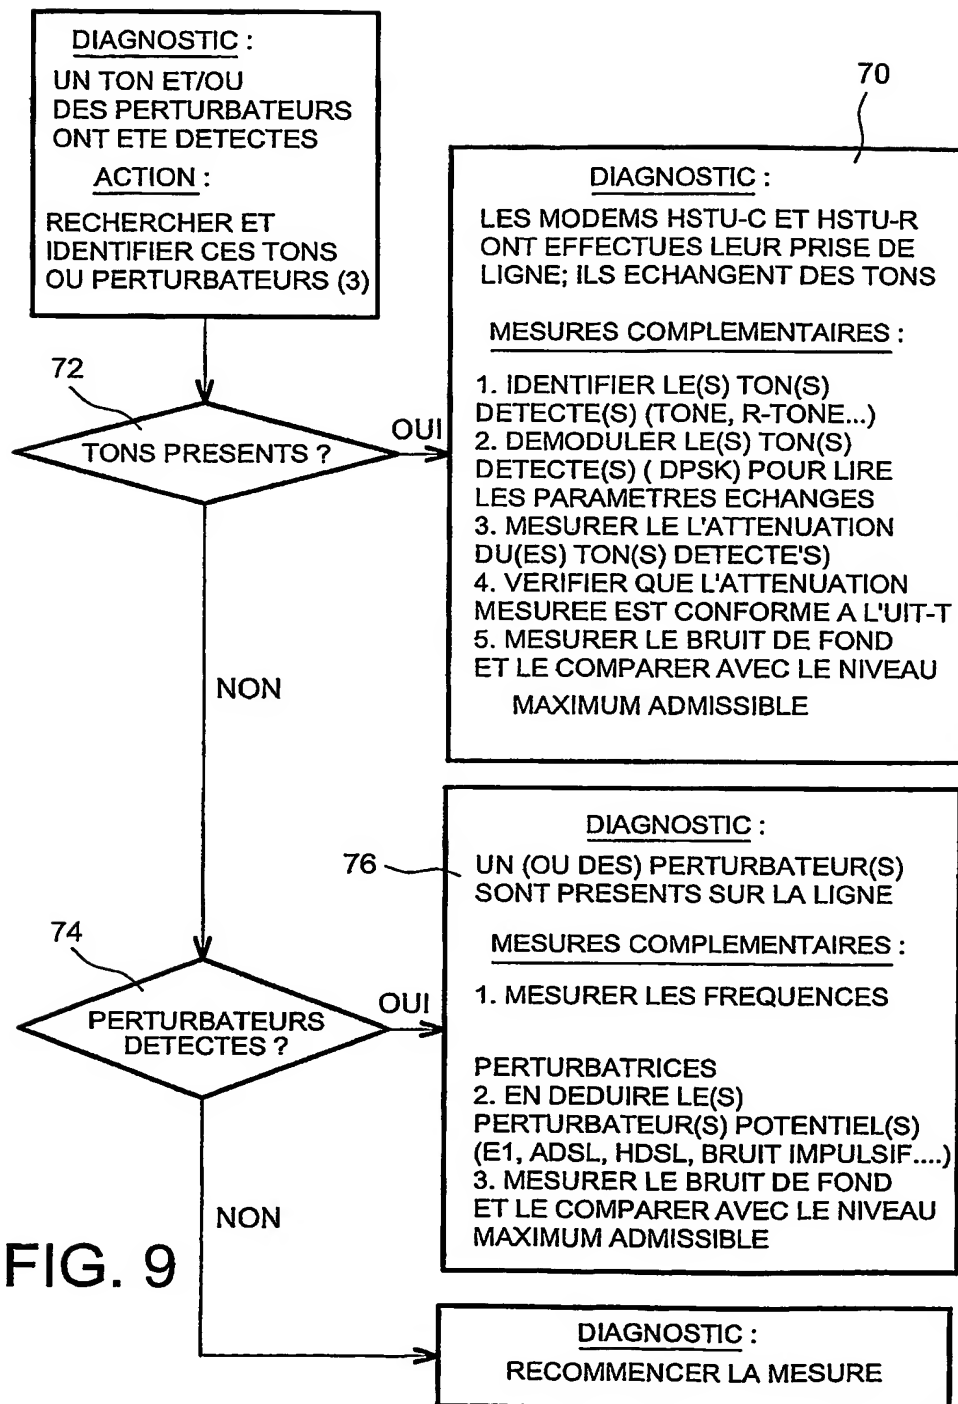 DIAGNOSTIC :
UN TON ET/OU
DES PERTURBATEURS
ONT ETE DETECTES
ACTION :
RECHERCHER ET
IDENTIFIER CES TONS
OU PERTURBATEURS (3)
70
DIAGNOSTIC :
LES MODEMS HSTU-C ET HSTU-R
ONT EFFECTUES LEUR PRISE DE
LIGNE; ILS ECHANGENT DES TONS
MESURES COMPLEMENTAIRES :
1. IDENTIFIER LE(S) TON(S)
DETECTE(S) (TONE, R-TONE...)
2. DEMODULER LE(S) TON(S)
DETECTE(S) ( DPSK) POUR LIRE
LES PARAMETRES ECHANGES
3. MESURER LE L'ATTENUATION
DU(ES) TON(S) DETECTE'S)
4. VERIFIER QUE L'ATTENUATION
MESUREE EST CONFORME A L'UIT-T
5. MESURER LE BRUIT DE FOND
ET LE COMPARER AVEC LE NIVEAU
MAXIMUM ADMISSIBLE
72
TONS PRESENTS ?
OUI
NON
76
DIAGNOSTIC :
UN (OU DES) PERTURBATEUR(S)
SONT PRESENTS SUR LA LIGNE
MESURES COMPLEMENTAIRES :
1. MESURER LES FREQUENCES
PERTURBATRICES
2. EN DEDUIRE LE(S)
PERTURBATEUR(S) POTENTIEL(S)
(E1, ADSL, HDSL, BRUIT IMPULSIF....)
3. MESURER LE BRUIT DE FOND
ET LE COMPARER AVEC LE NIVEAU
MAXIMUM ADMISSIBLE
74
PERTURBATEURS
DETECTES ?
OUI
NON
FIG. 9
DIAGNOSTIC :
RECOMMENCER LA MESURE